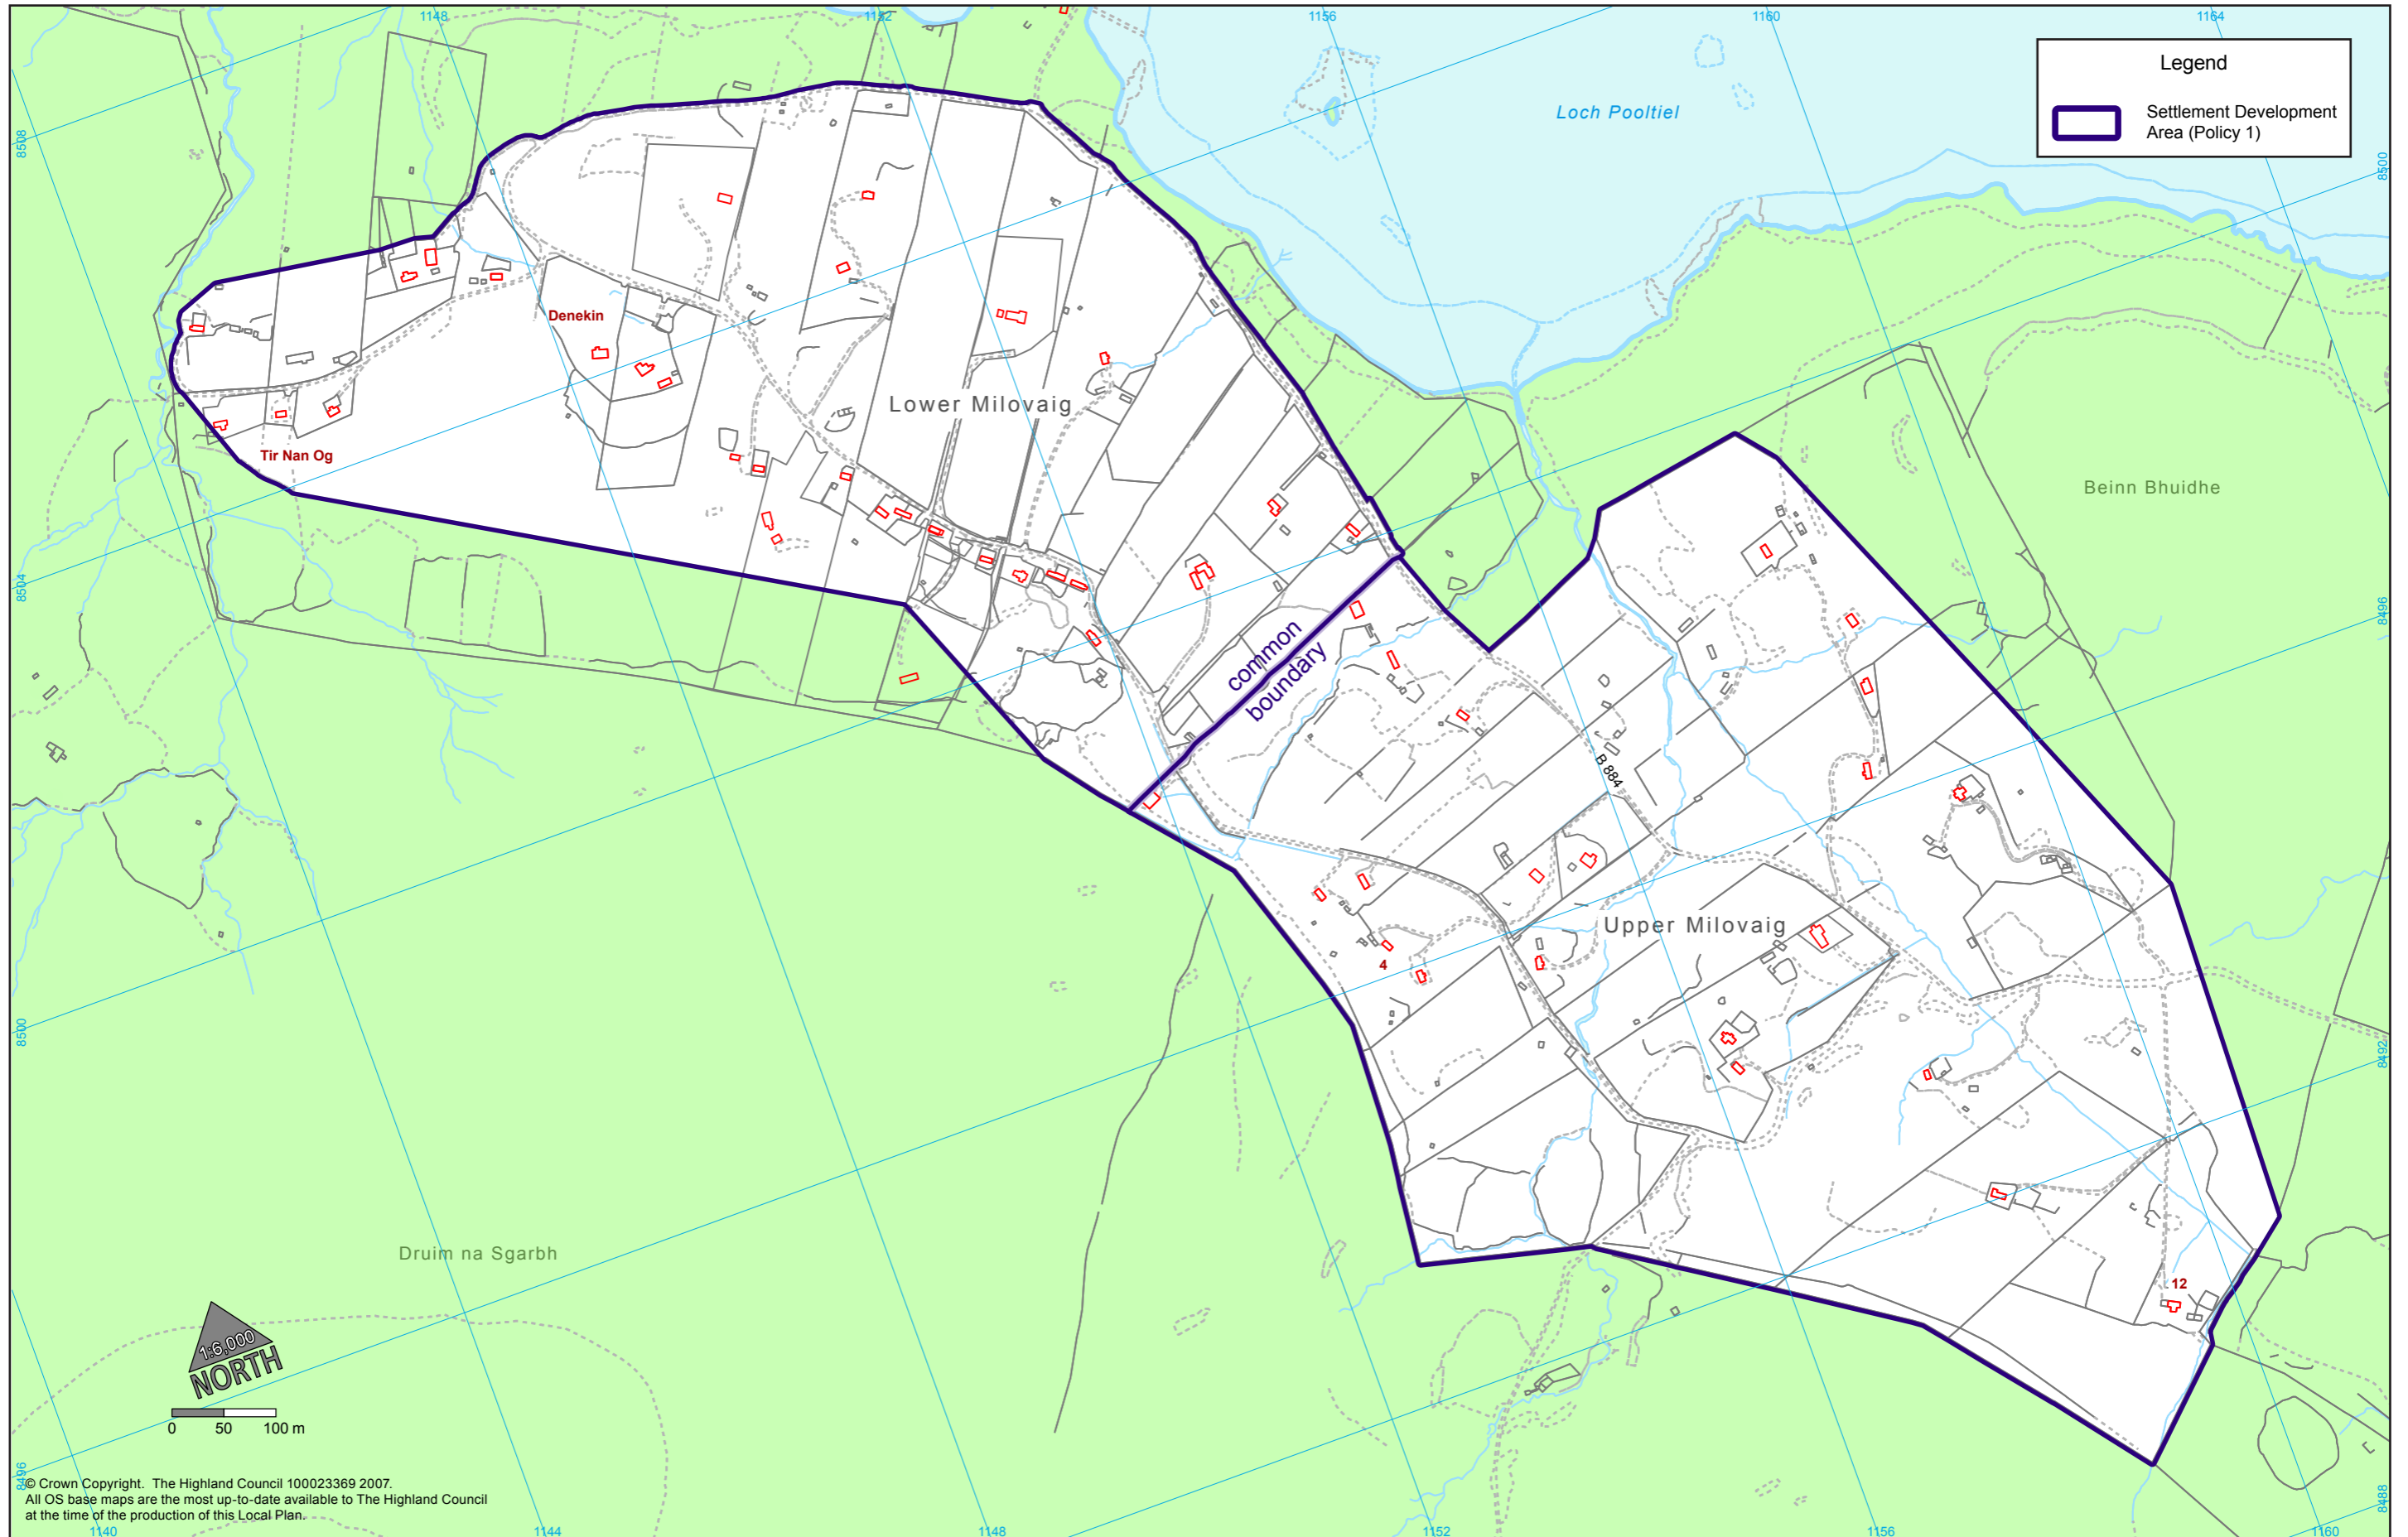 1148
1152
1156
1160
1164
Legend
Settlement Development
Area (Policy 1)
Loch Pooltiel
8508
8500
Denekin
Lower Milovaig
Tir Nan Og
Beinn Bhuidhe
8504
8496
common
boundary
B 884
Upper Milovaig
4
8500
8492
Druim na Sgarbh
12
1:6,000
NORTH
0 50 100 m
8496
8488
© Crown Copyright. The Highland Council 100023369 2007.
All OS base maps are the most up-to-date available to The Highland Council
at the time of the production of this Local Plan.
1140
1144
1148
1152
1156
1160